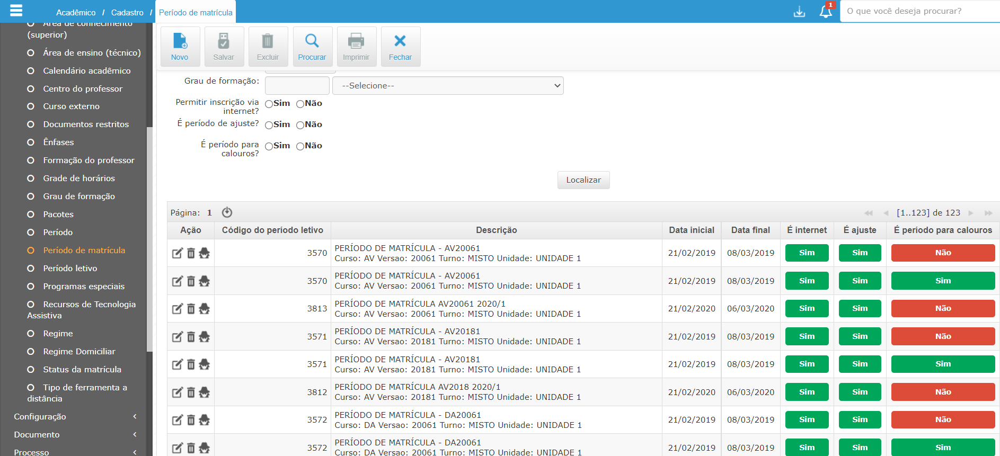 Acadêmico / Cadastro / Período de matrícula
1
O que você deseja procurar?
Área de conhecimento
(superior)
Área de ensino (técnico)
Calendário acadêmico
Centro do professor
Curso externo
Documentos restritos
Ênfases
Formação do professor
Grade de horários
Grau de formação
Pacotes
Período
Período de matrícula
Período letivo
Programas especiais
Recursos de Tecnologia
Assistiva
Regime
Regime Domiciliar
Status da matrícula
Tipo de ferramenta a
distância
Configuração
Documento
Processo
Novo Salvar Excluir Procurar Imprimir Fechar
Grau de formação: --Selecione--
Permitir inscrição via
internet? Sim Não
É período de ajuste? Sim Não
É período para
calouros? Sim Não
Localizar
Página: 1 [1..123] de 123
Ação Código do período letivo Descrição Data inicial Data final É internet É ajuste É período para calouros
3570 PERÍODO DE MATRÍCULA - AV20061 21/02/2019 08/03/2019 Sim Sim Não
Curso: AV Versao: 20061 Turno: MISTO Unidade: UNIDADE 1
3570 PERÍODO DE MATRÍCULA - AV20061 21/02/2019 08/03/2019 Sim Sim Sim
Curso: AV Versao: 20061 Turno: MISTO Unidade: UNIDADE 1
3813 PERÍODO DE MATRÍCULA AV20061 2020/1 21/02/2020 06/03/2020 Sim Sim Não
Curso: AV Versao: 20061 Turno: MISTO Unidade: UNIDADE 1
3571 PERÍODO DE MATRÍCULA - AV20181 21/02/2019 08/03/2019 Sim Sim Não
Curso: AV Versao: 20181 Turno: MISTO Unidade: UNIDADE 1
3571 PERÍODO DE MATRÍCULA - AV20181 21/02/2019 08/03/2019 Sim Sim Sim
Curso: AV Versao: 20181 Turno: MISTO Unidade: UNIDADE 1
3812 PERÍODO DE MATRÍCULA AV2018 2020/1 21/02/2020 06/03/2020 Sim Sim Não
Curso: AV Versao: 20181 Turno: MISTO Unidade: UNIDADE 1
3572 PERÍODO DE MATRÍCULA - DA20061 21/02/2019 08/03/2019 Sim Sim Não
Curso: DA Versao: 20061 Turno: MISTO Unidade: UNIDADE 1
3572 PERÍODO DE MATRÍCULA - DA20061 21/02/2019 08/03/2019 Sim Sim Sim
Curso: DA Versao: 20061 Turno: MISTO Unidade: UNIDADE 1